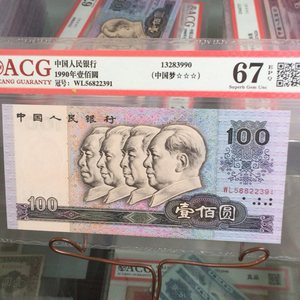 ACG
ANG GUARANTY
中国人民银行
1990年壹佰圆
冠号: WL56822391
13283990
(中国梦☆☆☆)
67
EPQ
Superb Gem Unc
中国人民银行
100
WL56822391
100
壹佰圆
ACG